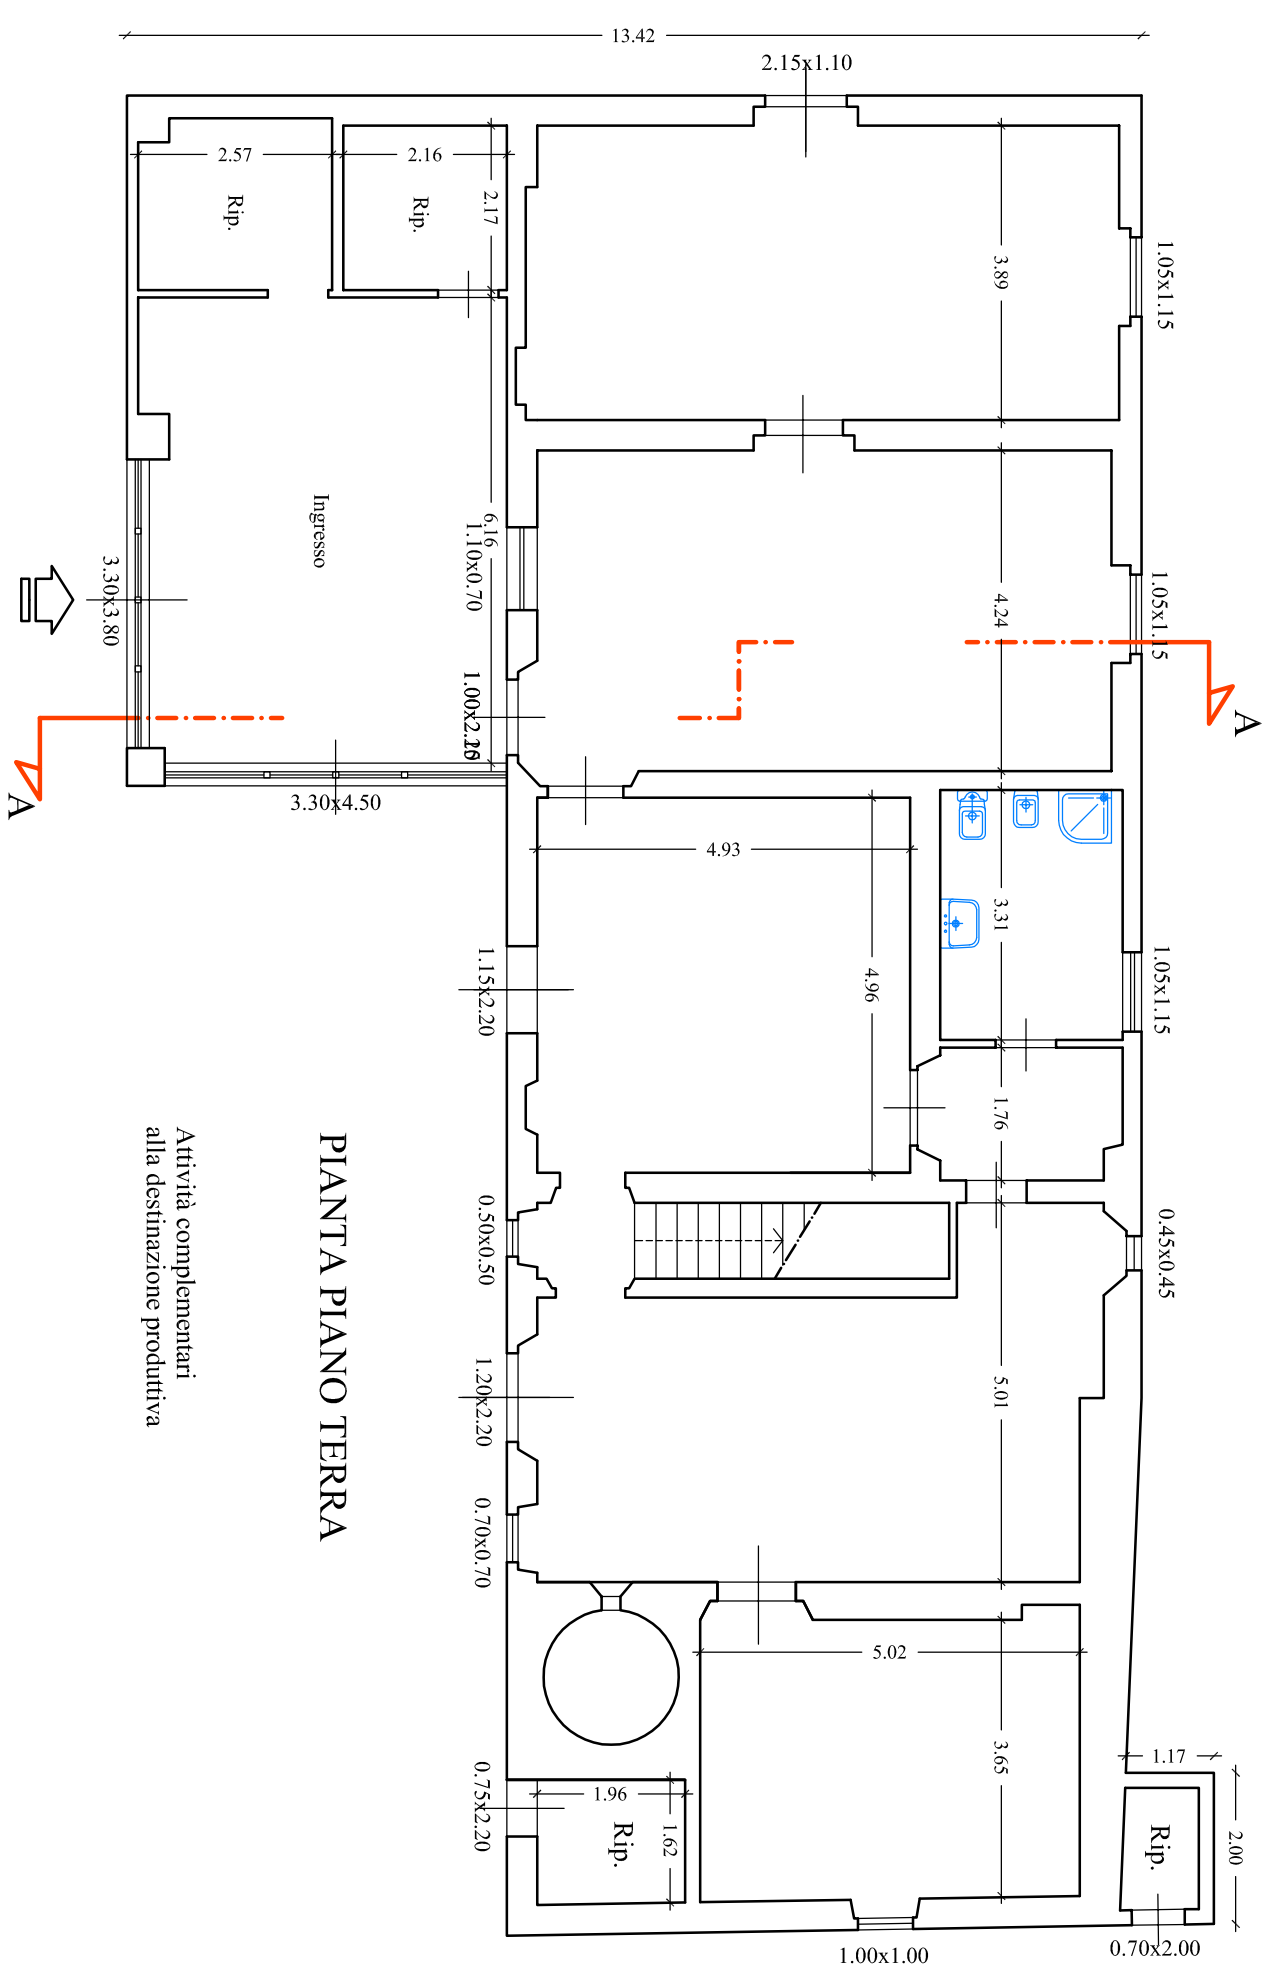 13.42
2.15x1.10
2.57
2.16
2.17
Rip.
Rip.
3.89
1.05x1.15
Ingresso
6.16
1.10x0.70
4.24
1.05x1.15
3.30x3.80
A
A
3.30x4.50
4.93
4.96
3.31
1.05x1.15
1.15x2.20
1.76
PIANTA PIANO TERRA
Attività complementari
alla destinazione produttiva
0.50x0.50
0.45x0.45
1.20x2.20
5.01
0.70x0.70
5.02
3.65
1.17
2.00
Rip.
0.75x2.20
1.96
1.62
Rip.
1.00x1.00
0.70x2.00